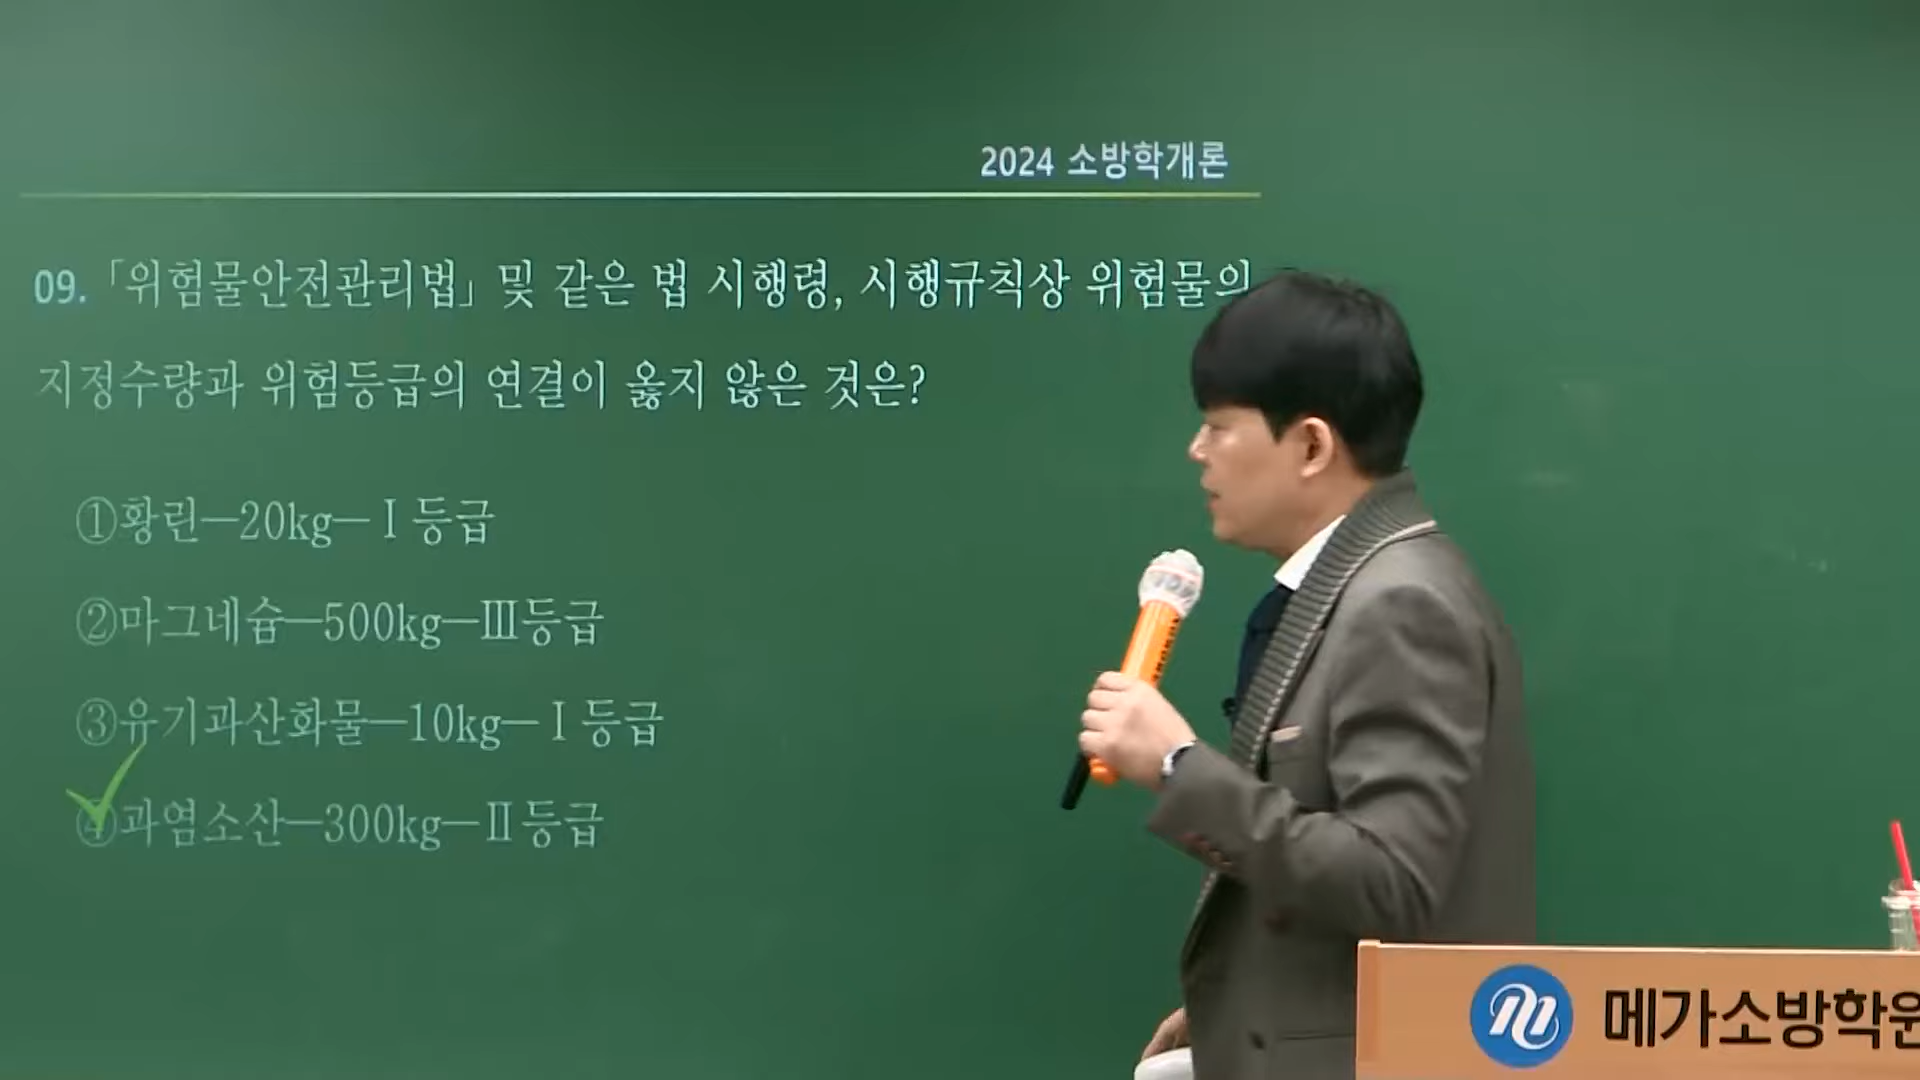 2024 소방학개론
09. 「위험물안전관리법」 및 같은 법 시행령, 시행규칙상 위험물의
지정수량과 위험등급의 연결이 옳지 않은 것은?
①황린—20kg—Ⅰ등급
②마그네슘—500kg—Ⅲ등급
③유기과산화물—10kg—Ⅰ등급
④과염소산—300kg—Ⅱ등급
메가소방학원